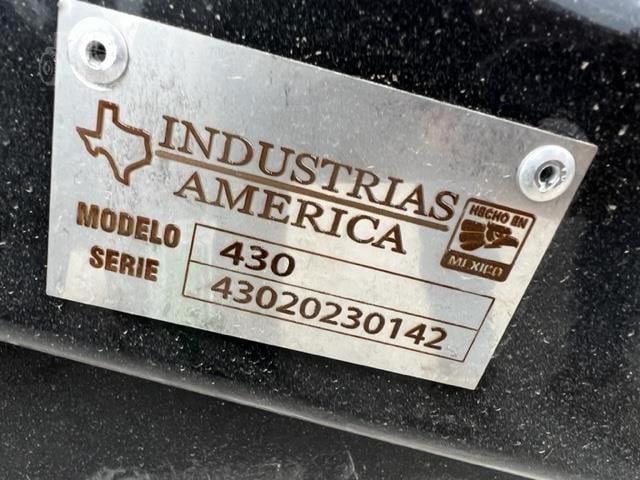 INDUSTRIAS
AMERICA
HECHO EN
MEXICO
MODELO 430
SERIE 43020230142